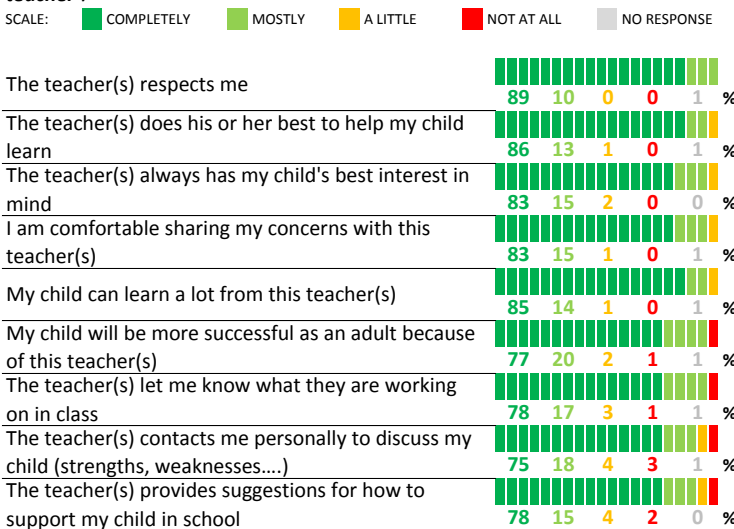 teacher?
SCALE: COMPLETELY MOSTLY A LITTLE NOT AT ALL NO RESPONSE
The teacher(s) respects me
89 10 0 0 1 %
The teacher(s) does his or her best to help my child
learn
86 13 1 0 1 %
The teacher(s) always has my child's best interest in
mind
83 15 2 0 0 %
I am comfortable sharing my concerns with this
teacher(s)
83 15 1 0 1 %
My child can learn a lot from this teacher(s)
85 14 1 0 1 %
My child will be more successful as an adult because
of this teacher(s)
77 20 2 1 1 %
The teacher(s) let me know what they are working
on in class
78 17 3 1 1 %
The teacher(s) contacts me personally to discuss my
child (strengths, weaknesses....)
75 18 4 3 1 %
The teacher(s) provides suggestions for how to
support my child in school
78 15 4 2 0 %